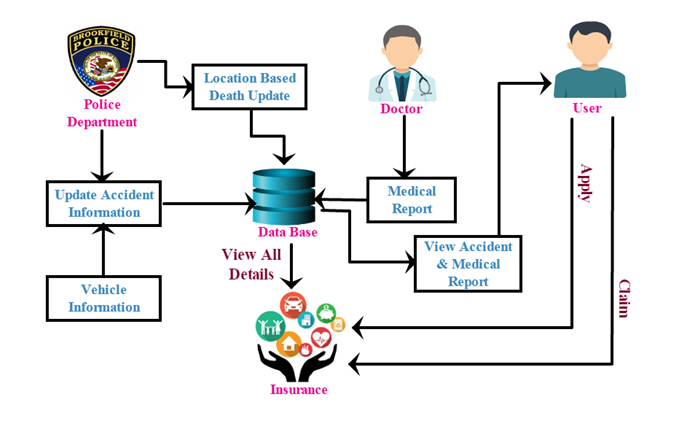 BROOKFIELD
POLICE
Police
Department
Location Based
Death Update
Doctor
User
Update Accident
Information
Medical
Report
Apply
Data Base
View All
Details
View Accident
& Medical
Report
Vehicle
Information
Claim
Insurance